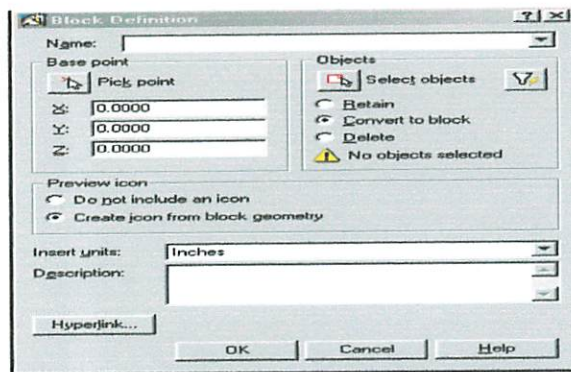 Block Definition
Name:
Base point
Pick point
X: 0.0000
Y: 0.0000
Z: 0.0000
Objects
Select objects
Retain
Convert to block
Delete
No objects selected
Preview icon
Do not include an icon
Create icon from block geometry
Insert units: Inches
Description:
Hyperlink...
OK Cancel Help